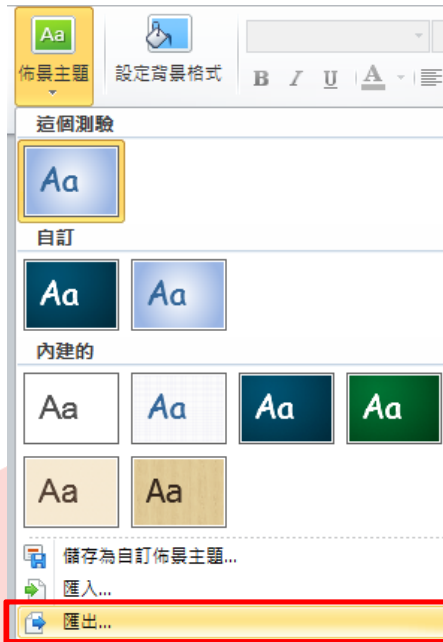 Aa
佈景主題
設定背景格式
B I U A
這個測驗
Aa
自訂
Aa Aa
內建的
Aa Aa Aa Aa
Aa Aa
儲存為自訂佈景主題...
匯入...
匯出...